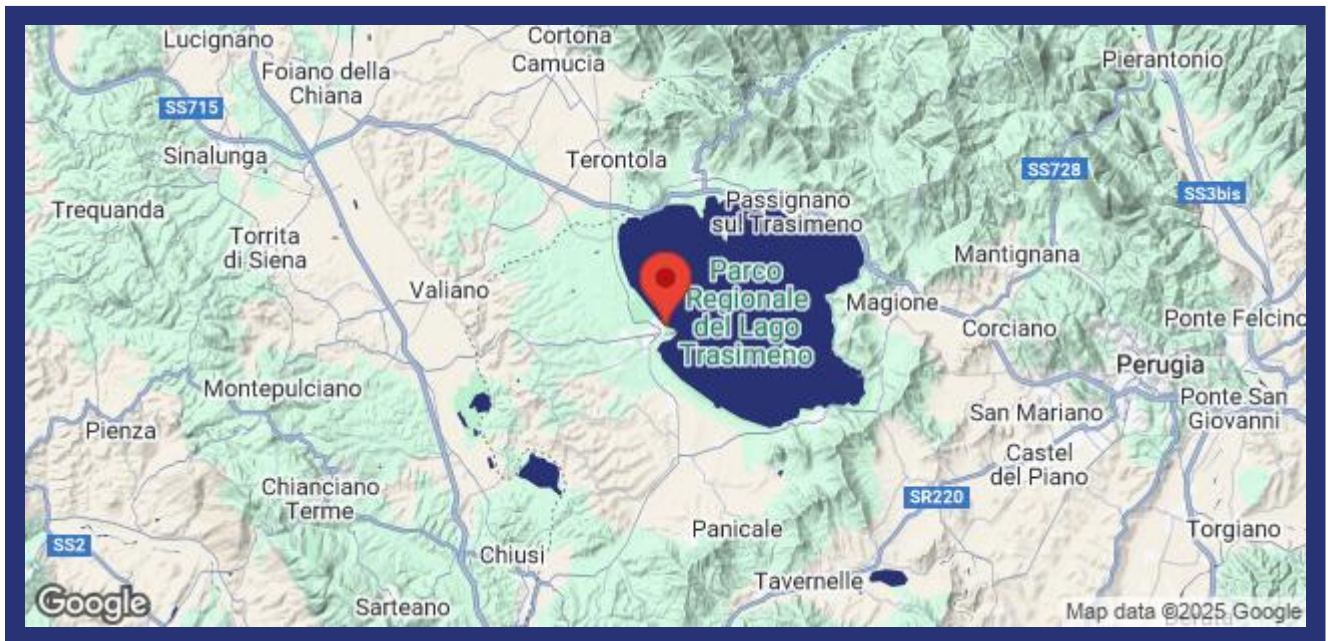 Lucignano
Cortona
Camucia
Pierantonio
Foiano della
Chiana
SS715
Sinalunga
Terontola
SS728
SS3bis
Trequanda
Passignano
sul Trasimeno
Torrita
di Siena
Mantignana
Valiano
Parco
Regionale
del Lago
Trasimeno
Magione
Corciano
Ponte Felcino
Perugia
Montepulciano
Ponte San
Giovanni
San Mariano
Pienza
Castel
del Piano
Chianciano
Terme
SR220
Panicale
Torgiano
SS2
Chiusi
Tavernelle
Google
Sarteano
Map data ©2025 Google